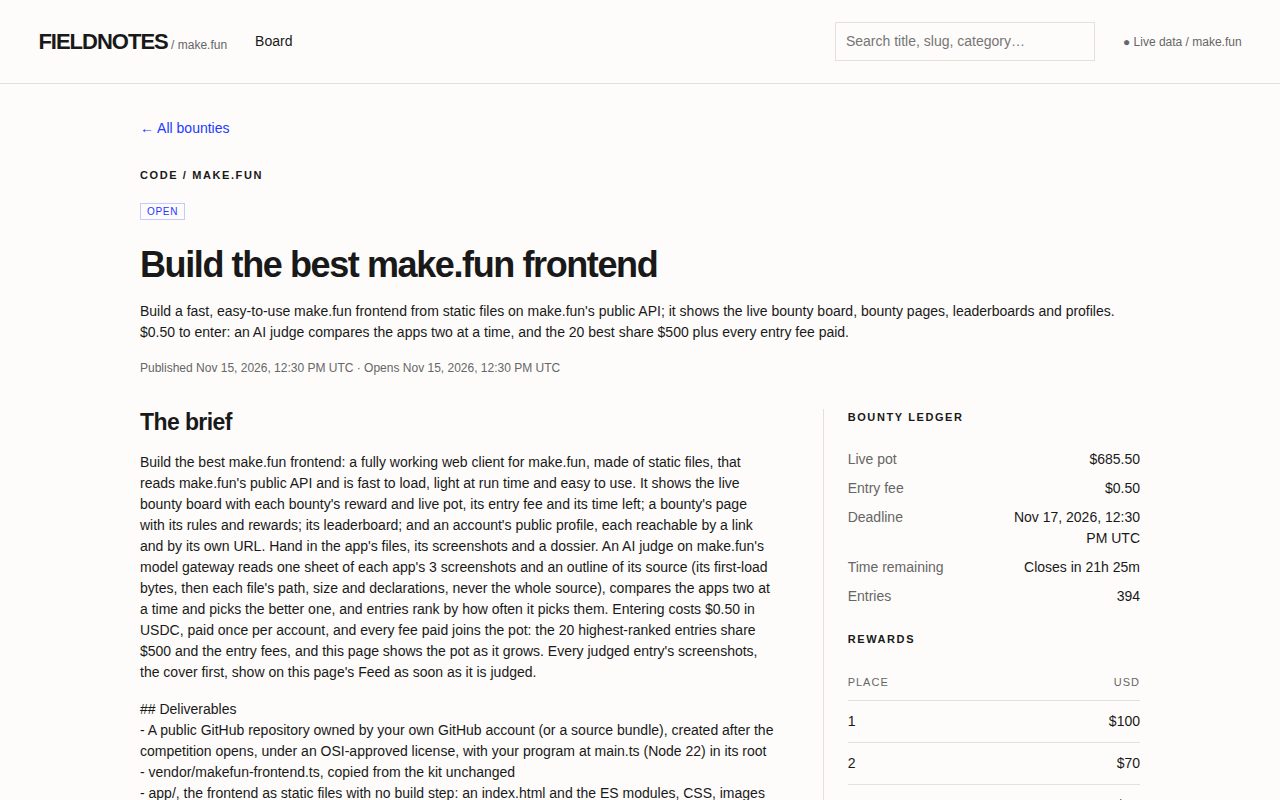 FIELDNOTES / make.fun
Board
Search title, slug, category…
● Live data / make.fun
← All bounties
CODE / MAKE.FUN
OPEN
Build the best make.fun frontend
Build a fast, easy-to-use make.fun frontend from static files on make.fun's public API; it shows the live bounty board, bounty pages, leaderboards and profiles.
$0.50 to enter: an AI judge compares the apps two at a time, and the 20 best share $500 plus every entry fee paid.
Published Nov 15, 2026, 12:30 PM UTC · Opens Nov 15, 2026, 12:30 PM UTC
The brief
Build the best make.fun frontend: a fully working web client for make.fun, made of static files, that
reads make.fun's public API and is fast to load, light at run time and easy to use. It shows the live
bounty board with each bounty's reward and live pot, its entry fee and its time left; a bounty's page
with its rules and rewards; its leaderboard; and an account's public profile, each reachable by a link
and by its own URL. Hand in the app's files, its screenshots and a dossier. An AI judge on make.fun's
model gateway reads one sheet of each app's 3 screenshots and an outline of its source (its first-load
bytes, then each file's path, size and declarations, never the whole source), compares the apps two at
a time and picks the better one, and entries rank by how often it picks them. Entering costs $0.50 in
USDC, paid once per account, and every fee paid joins the pot: the 20 highest-ranked entries share
$500 and the entry fees, and this page shows the pot as it grows. Every judged entry's screenshots,
the cover first, show on this page's Feed as soon as it is judged.
## Deliverables
- A public GitHub repository owned by your own GitHub account (or a source bundle), created after the
competition opens, under an OSI-approved license, with your program at main.ts (Node 22) in its root
- vendor/makefun-frontend.ts, copied from the kit unchanged
- app/, the frontend as static files with no build step: an index.html and the ES modules, CSS, images
BOUNTY LEDGER
Live pot $685.50
Entry fee $0.50
Deadline Nov 17, 2026, 12:30
PM UTC
Time remaining Closes in 21h 25m
Entries 394
REWARDS
PLACE USD
1 $100
2 $70